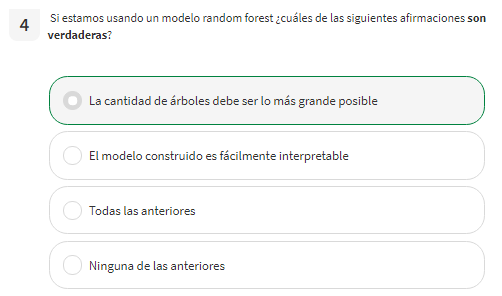 4
Si estamos usando un modelo random forest ¿cuáles de las siguientes afirmaciones son
verdaderas?
La cantidad de árboles debe ser lo más grande posible
El modelo construido es fácilmente interpretable
Todas las anteriores
Ninguna de las anteriores